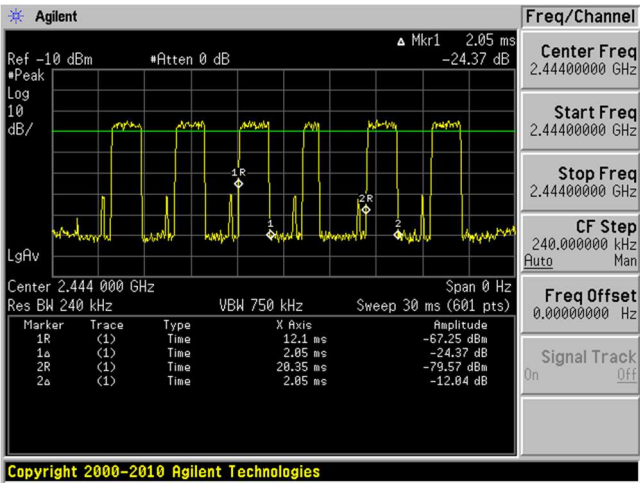 Agilent
Freq/Channel
Δ Mkr1 2.05 ms
Ref -10 dBm #Atten 0 dB -24.37 dB
#Peak
Log
10
dB/
1R
2R
1
2
LgAv
Center 2.444 000 GHz Span 0 Hz
Res BW 240 kHz VBW 750 kHz Sweep 30 ms (601 pts)
Marker Trace Type X Axis Amplitude
1R (1) Time 12.1 ms -67.25 dBm
1Δ (1) Time 2.05 ms -24.37 dB
2R (1) Time 20.35 ms -79.57 dBm
2Δ (1) Time 2.05 ms -12.04 dB
Center Freq
2.44400000 GHz
Start Freq
2.44400000 GHz
Stop Freq
2.44400000 GHz
CF Step
240.000000 kHz
Auto Man
Freq Offset
0.00000000 Hz
Signal Track
On Off
Copyright 2000-2010 Agilent Technologies